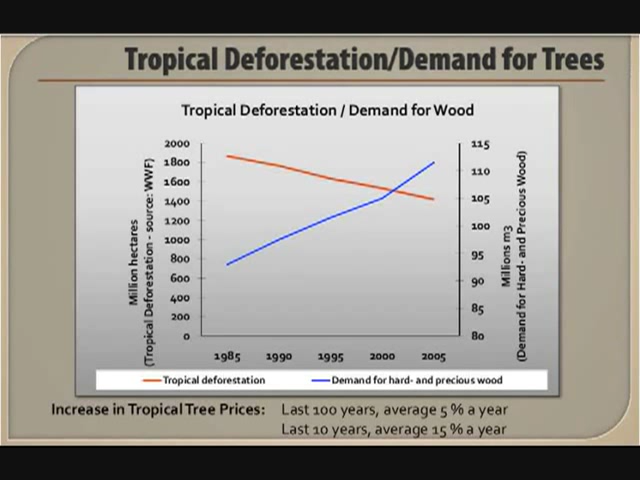 Tropical Deforestation/Demand for Trees
Tropical Deforestation / Demand for Wood
Million hectares
(Tropical Deforestation - source: WWF)
2000
1800
1600
1400
1200
1000
800
600
400
200
0
115
110
105
100
95
90
85
80
Millions m3
(Demand for Hard- and Precious Wood)
1985 1990 1995 2000 2005
Tropical deforestation Demand for hard- and precious wood
Increase in Tropical Tree Prices: Last 100 years, average 5 % a year
Last 10 years, average 15 % a year